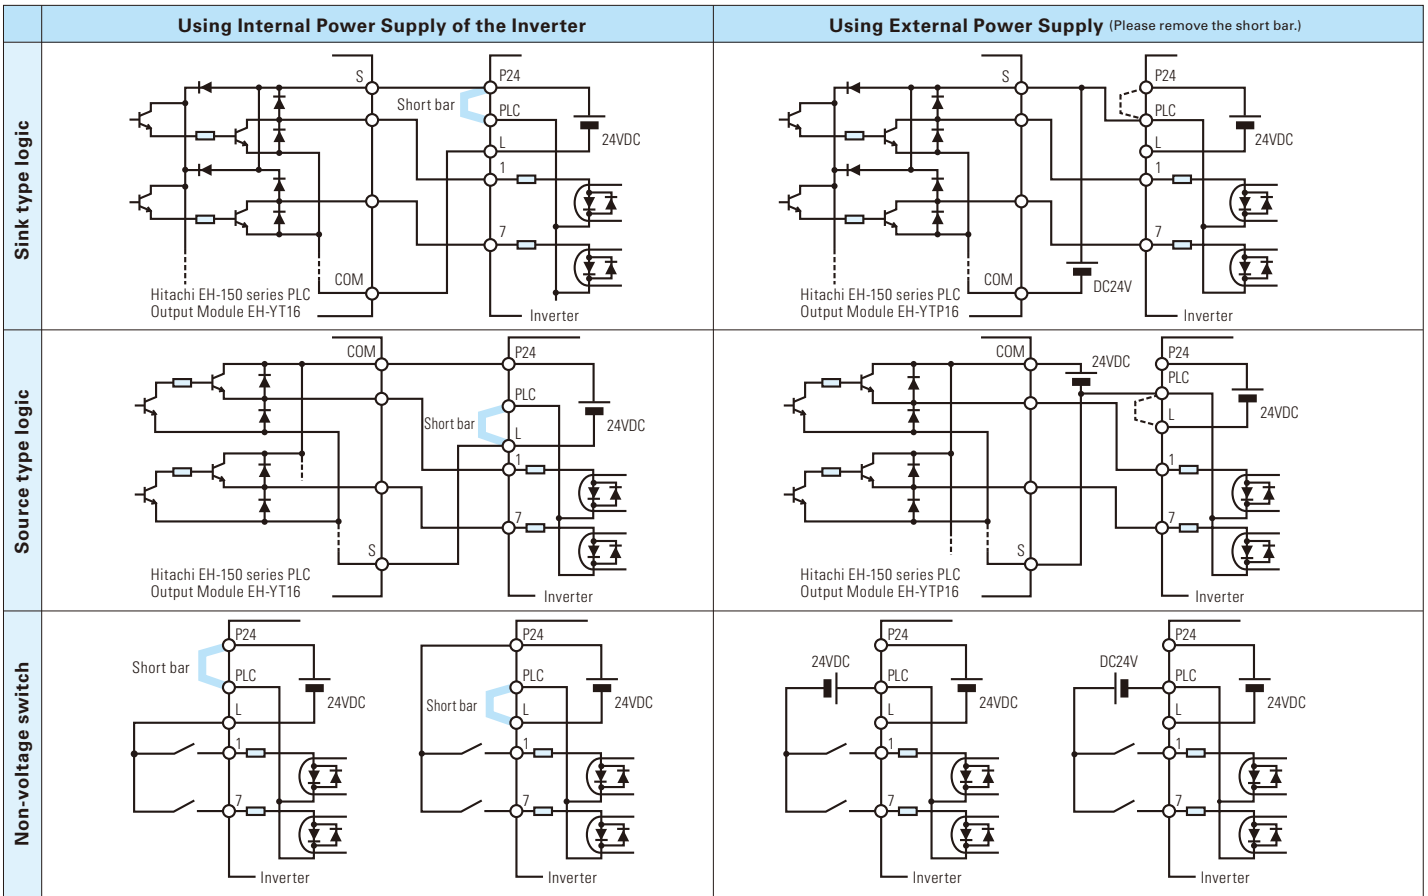 Using Internal Power Supply of the Inverter
Using External Power Supply (Please remove the short bar.)
Sink type logic
S
P24
Short bar
PLC
24VDC
L
1
7
COM
Hitachi EH-150 series PLC
Output Module EH-YT16
Inverter
S
P24
PLC
24VDC
L
1
7
COM
DC24V
Hitachi EH-150 series PLC
Output Module EH-YTP16
Inverter
Source type logic
COM
P24
PLC
Short bar
24VDC
L
1
7
S
Hitachi EH-150 series PLC
Output Module EH-YT16
Inverter
COM
24VDC
P24
PLC
L
24VDC
1
7
S
Hitachi EH-150 series PLC
Output Module EH-YTP16
Inverter
Non-voltage switch
P24
Short bar
PLC
24VDC
L
1
7
Inverter
P24
PLC
Short bar
24VDC
L
1
7
Inverter
P24
24VDC
PLC
24VDC
L
1
7
Inverter
P24
DC24V
PLC
24VDC
L
1
7
Inverter